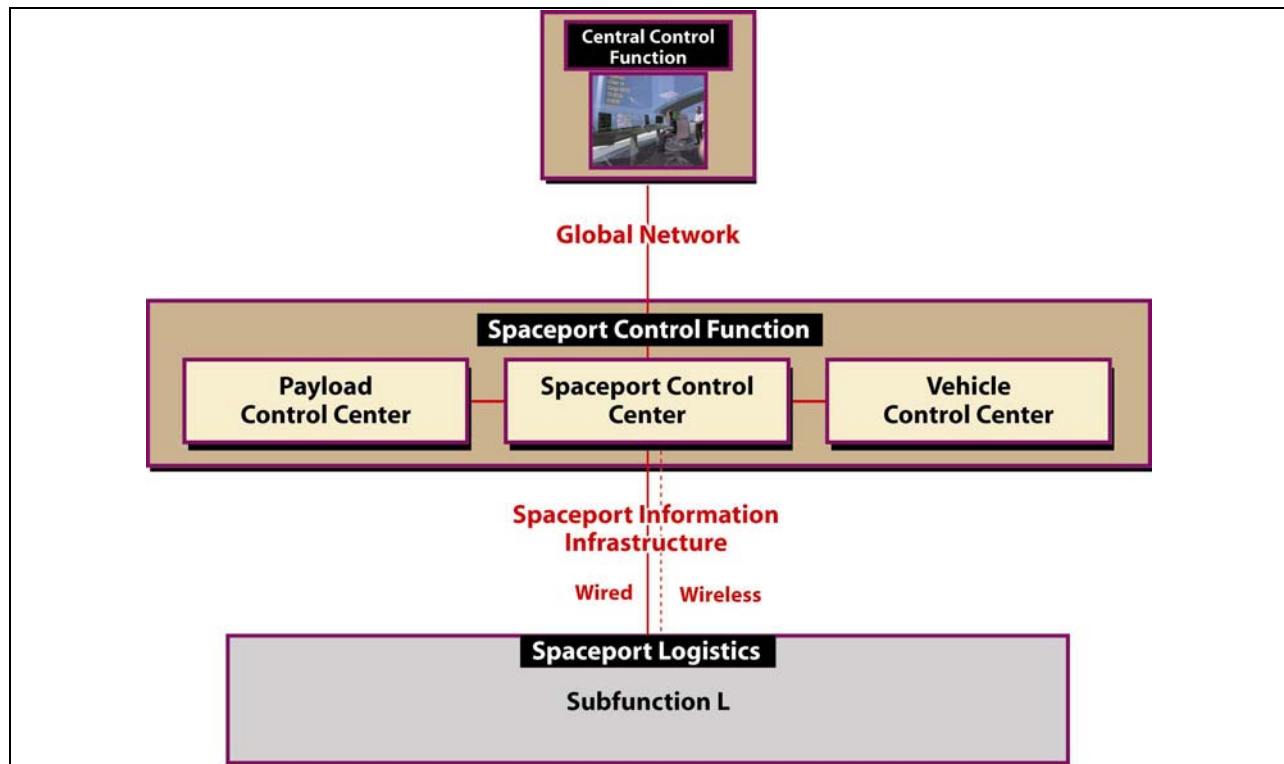 Central Control
Function
Global Network
Spaceport Control Function
Payload
Control Center
Spaceport Control
Center
Vehicle
Control Center
Spaceport Information
Infrastructure
Wired
Wireless
Spaceport Logistics
Subfunction L